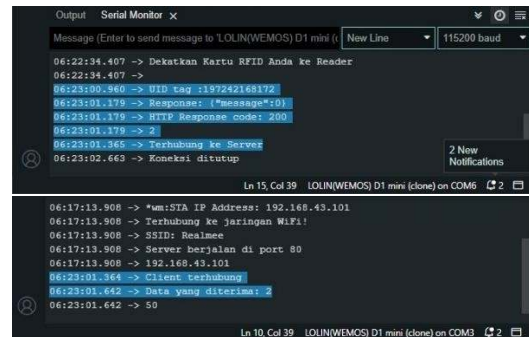 Output Serial Monitor ×
Message (Enter to send message to 'LOLIN(WEMOS) D1 mini (c New Line 115200 baud
06:22:34.407 -> Dekatkan Kartu RFID Anda ke Reader
06:22:34.407 ->
06:23:00.960 -> UID tag :197242168172
06:23:01.179 -> Response: {"message":0}
06:23:01.179 -> HTTP Response code: 200
06:23:01.179 -> 2
06:23:01.365 -> Terhubung ke Server
06:23:02.663 -> Koneksi ditutup
2 New
Notifications
Ln 15, Col 39 LOLIN(WEMOS) D1 mini (clone) on COM6 2
06:17:13.908 -> *wm:STA IP Address: 192.168.43.101
06:17:13.908 -> Terhubung ke jaringan WiFi!
06:17:13.908 -> SSID: Realmee
06:17:13.908 -> Server berjalan di port 80
06:17:13.908 -> 192.168.43.101
06:23:01.364 -> Client terhubung
06:23:01.642 -> Data yang diterima: 2
06:23:01.642 -> 50
Ln 10, Col 39 LOLIN(WEMOS) D1 mini (clone) on COM3 2